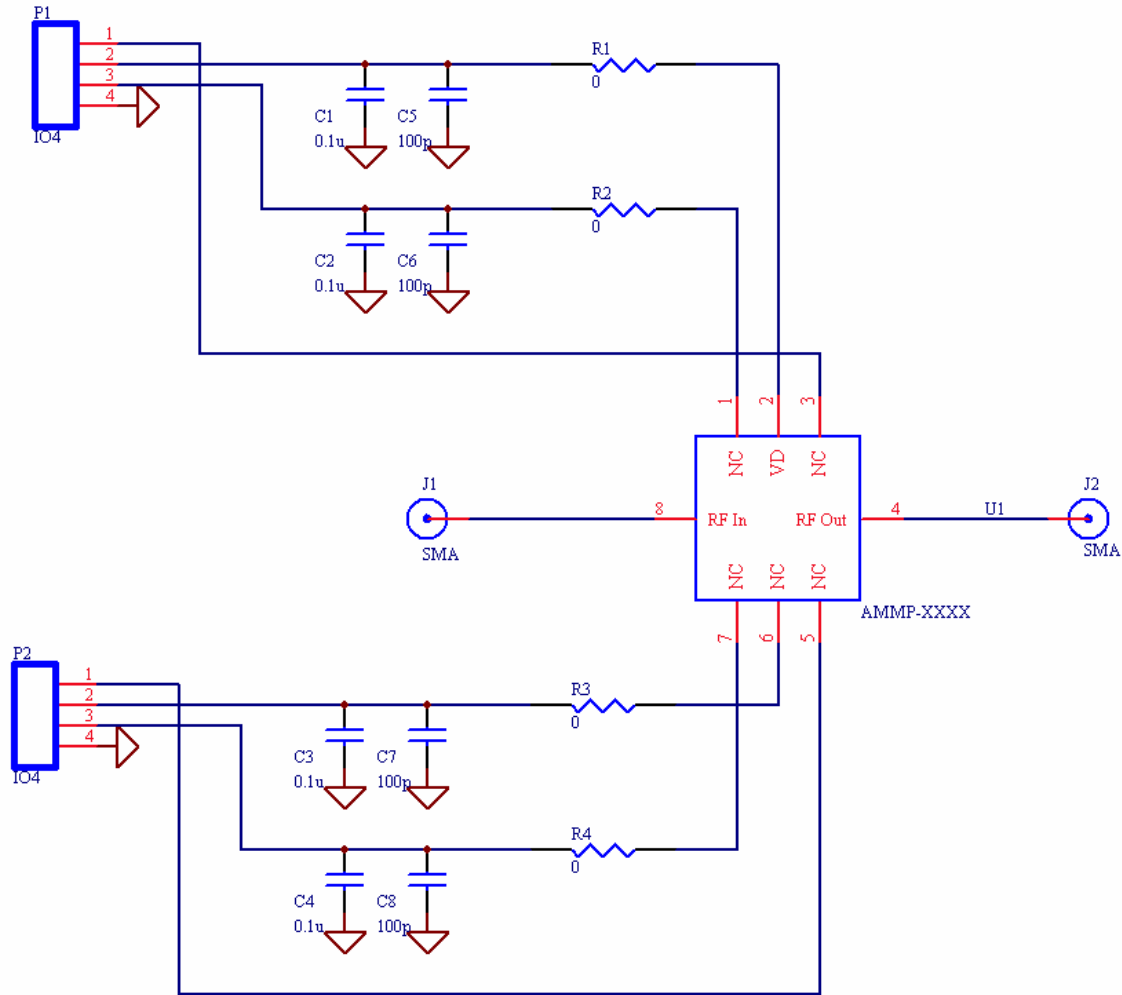 P1
1
2
3
4
IO4
R1
0
C1
0.1u
C5
100p
R2
0
C2
0.1u
C6
100p
1
2
3
NC
VD
NC
J1
SMA
8
RF In
RF Out
4
U1
J2
SMA
NC
NC
NC
AMMP-XXXX
7
6
5
P2
1
2
3
4
IO4
R3
0
C3
0.1u
C7
100p
R4
0
C4
0.1u
C8
100p